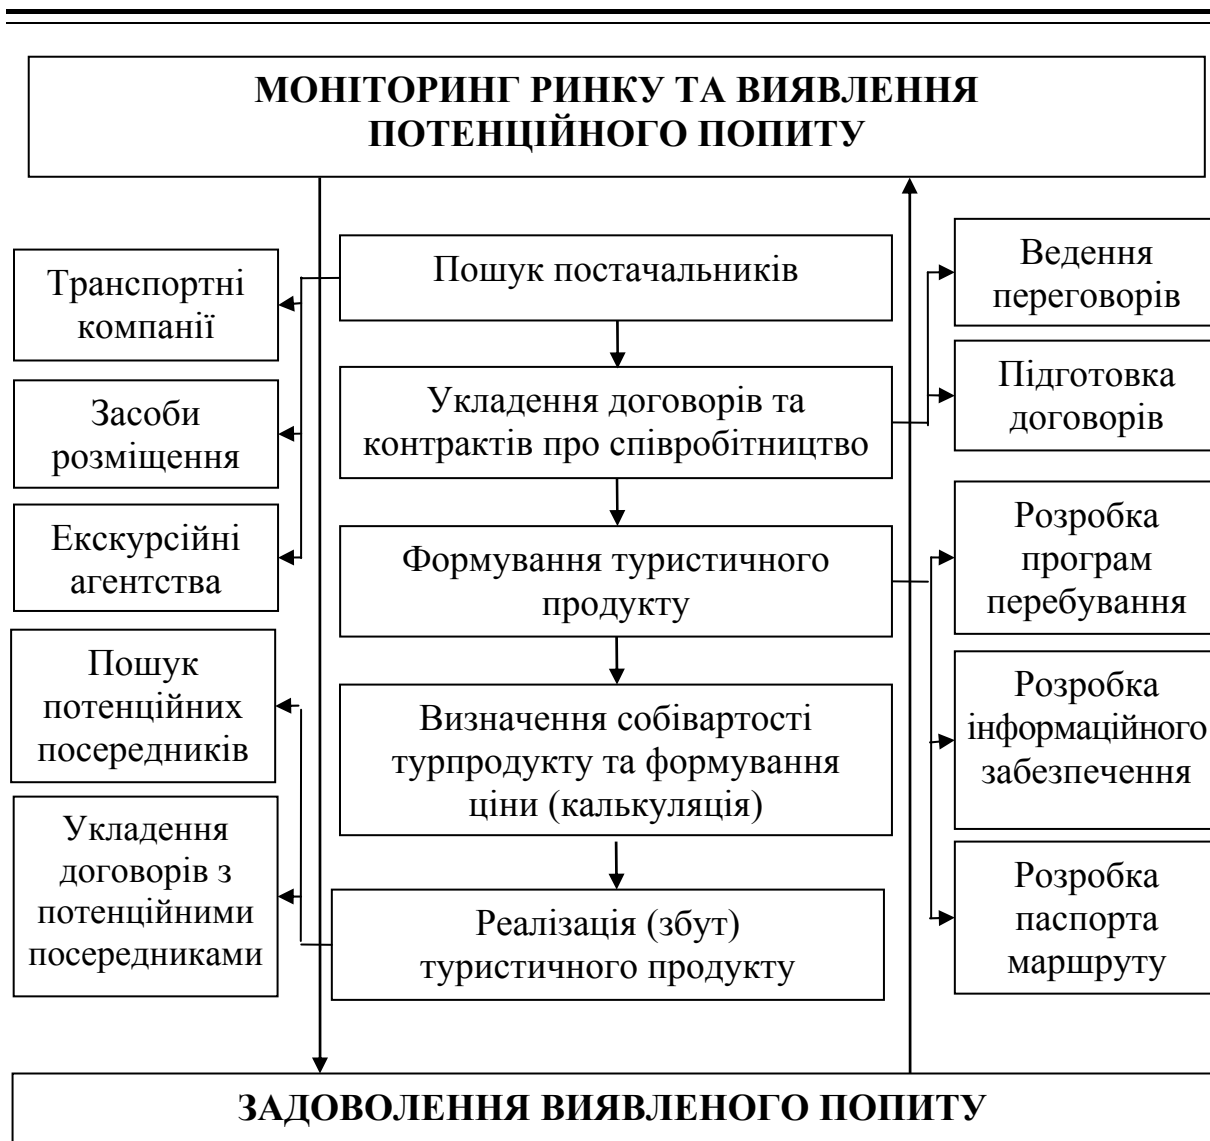 МОНІТОРИНГ РИНКУ ТА ВИЯВЛЕННЯ
ПОТЕНЦІЙНОГО ПОПИТУ
Транспортні
компанії
Засоби
розміщення
Екскурсійні
агентства
Пошук
потенційних
посередників
Укладення
договорів з
потенційними
посередниками
Пошук постачальників
Укладення договорів та
контрактів про співробітництво
Формування туристичного
продукту
Визначення собівартості
турпродукту та формування
ціни (калькуляція)
Реалізація (збут)
туристичного продукту
Ведення
переговорів
Підготовка
договорів
Розробка
програм
перебування
Розробка
інформаційного
забезпечення
Розробка
паспорта
маршруту
ЗАДОВОЛЕННЯ ВИЯВЛЕНОГО ПОПИТУ